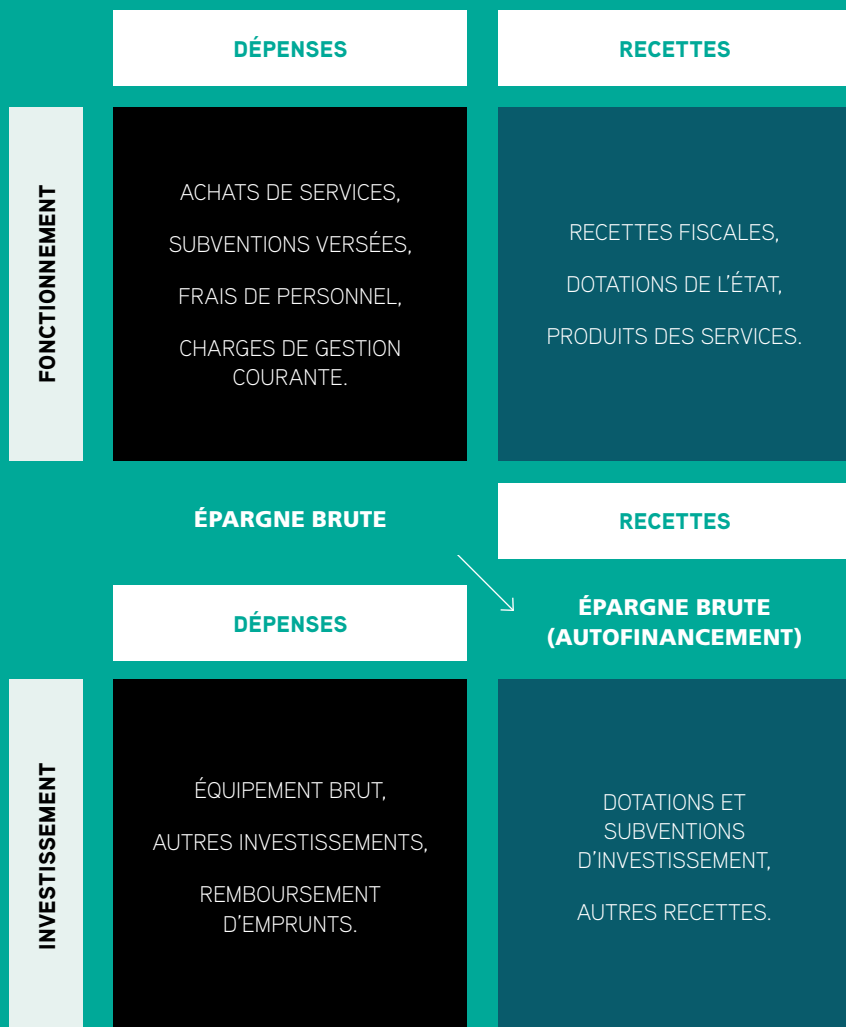 DÉPENSES
RECETTES
FONCTIONNEMENT
ACHATS DE SERVICES,
SUBVENTIONS VERSÉES,
FRAIS DE PERSONNEL,
CHARGES DE GESTION
COURANTE.
RECETTES FISCALES,
DOTATIONS DE L'ÉTAT,
PRODUITS DES SERVICES.
ÉPARGNE BRUTE
RECETTES
DÉPENSES
ÉPARGNE BRUTE
(AUTOFINANCEMENT)
INVESTISSEMENT
ÉQUIPEMENT BRUT,
AUTRES INVESTISSEMENTS,
REMBOURSEMENT
D'EMPRUNTS.
DOTATIONS ET
SUBVENTIONS
D'INVESTISSEMENT,
AUTRES RECETTES.